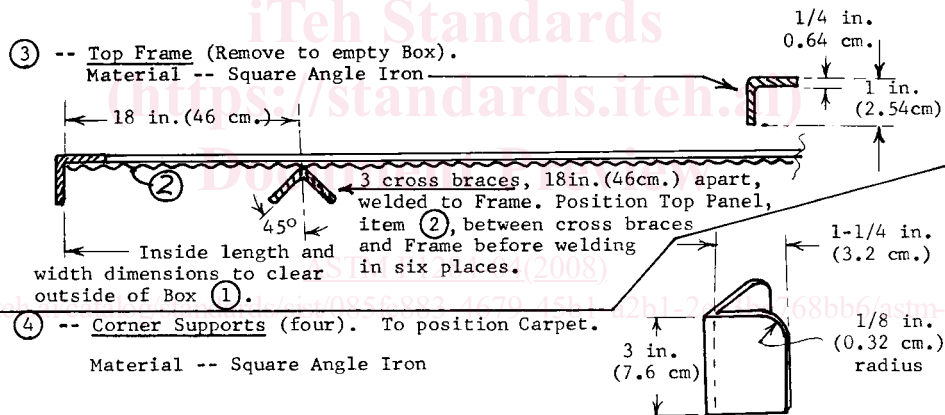 iTeh Standards
(https://standards.iteh.ai)
Document Preview
③ -- Top Frame (Remove to empty Box).
Material -- Square Angle Iron
1/4 in.
0.64 cm.
1 in.
(2.54cm)
18 in.(46 cm.)
②
45°
3 cross braces, 18in.(46cm.) apart,
welded to Frame. Position Top Panel,
item ②, between cross braces
and Frame before welding
in six places.
Inside length and
width dimensions to clear
outside of Box ①.
(2008)
④ -- Corner Supports (four). To position Carpet.
Material -- Square Angle Iron
1-1/4 in.
(3.2 cm.)
3 in.
(7.6 cm)
1/8 in.
(0.32 cm.)
radius